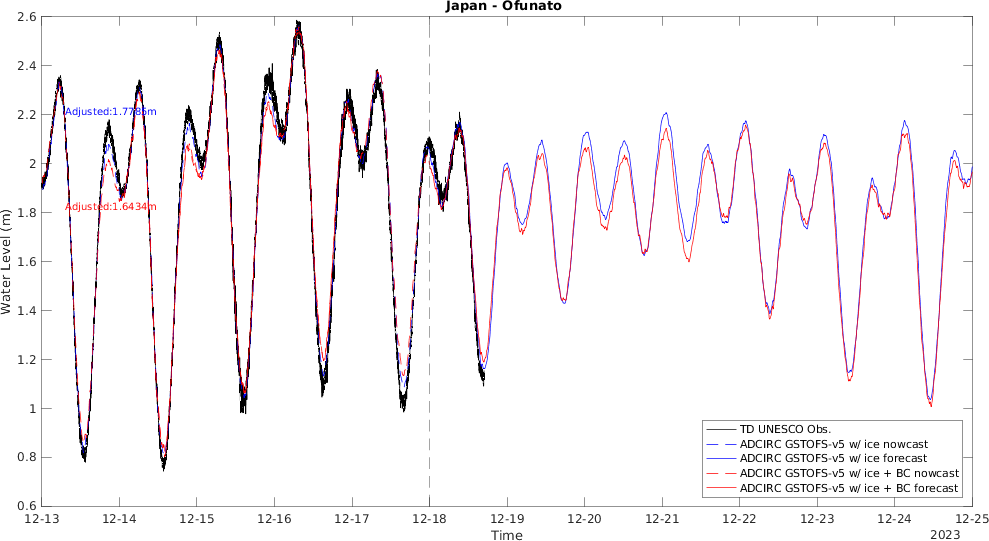 Japan - Ofunato
2.6
2.4
2.2
2
1.8
1.6
1.4
1.2
1
0.8
0.6
Water Level (m)
Adjusted:1.7785m
Adjusted:1.6434m
TD UNESCO Obs.
ADCIRC GSTOFS-v5 w/ ice nowcast
ADCIRC GSTOFS-v5 w/ ice forecast
ADCIRC GSTOFS-v5 w/ ice + BC nowcast
ADCIRC GSTOFS-v5 w/ ice + BC forecast
12-13 12-14 12-15 12-16 12-17 12-18 12-19 12-20 12-21 12-22 12-23 12-24 12-25
Time
2023